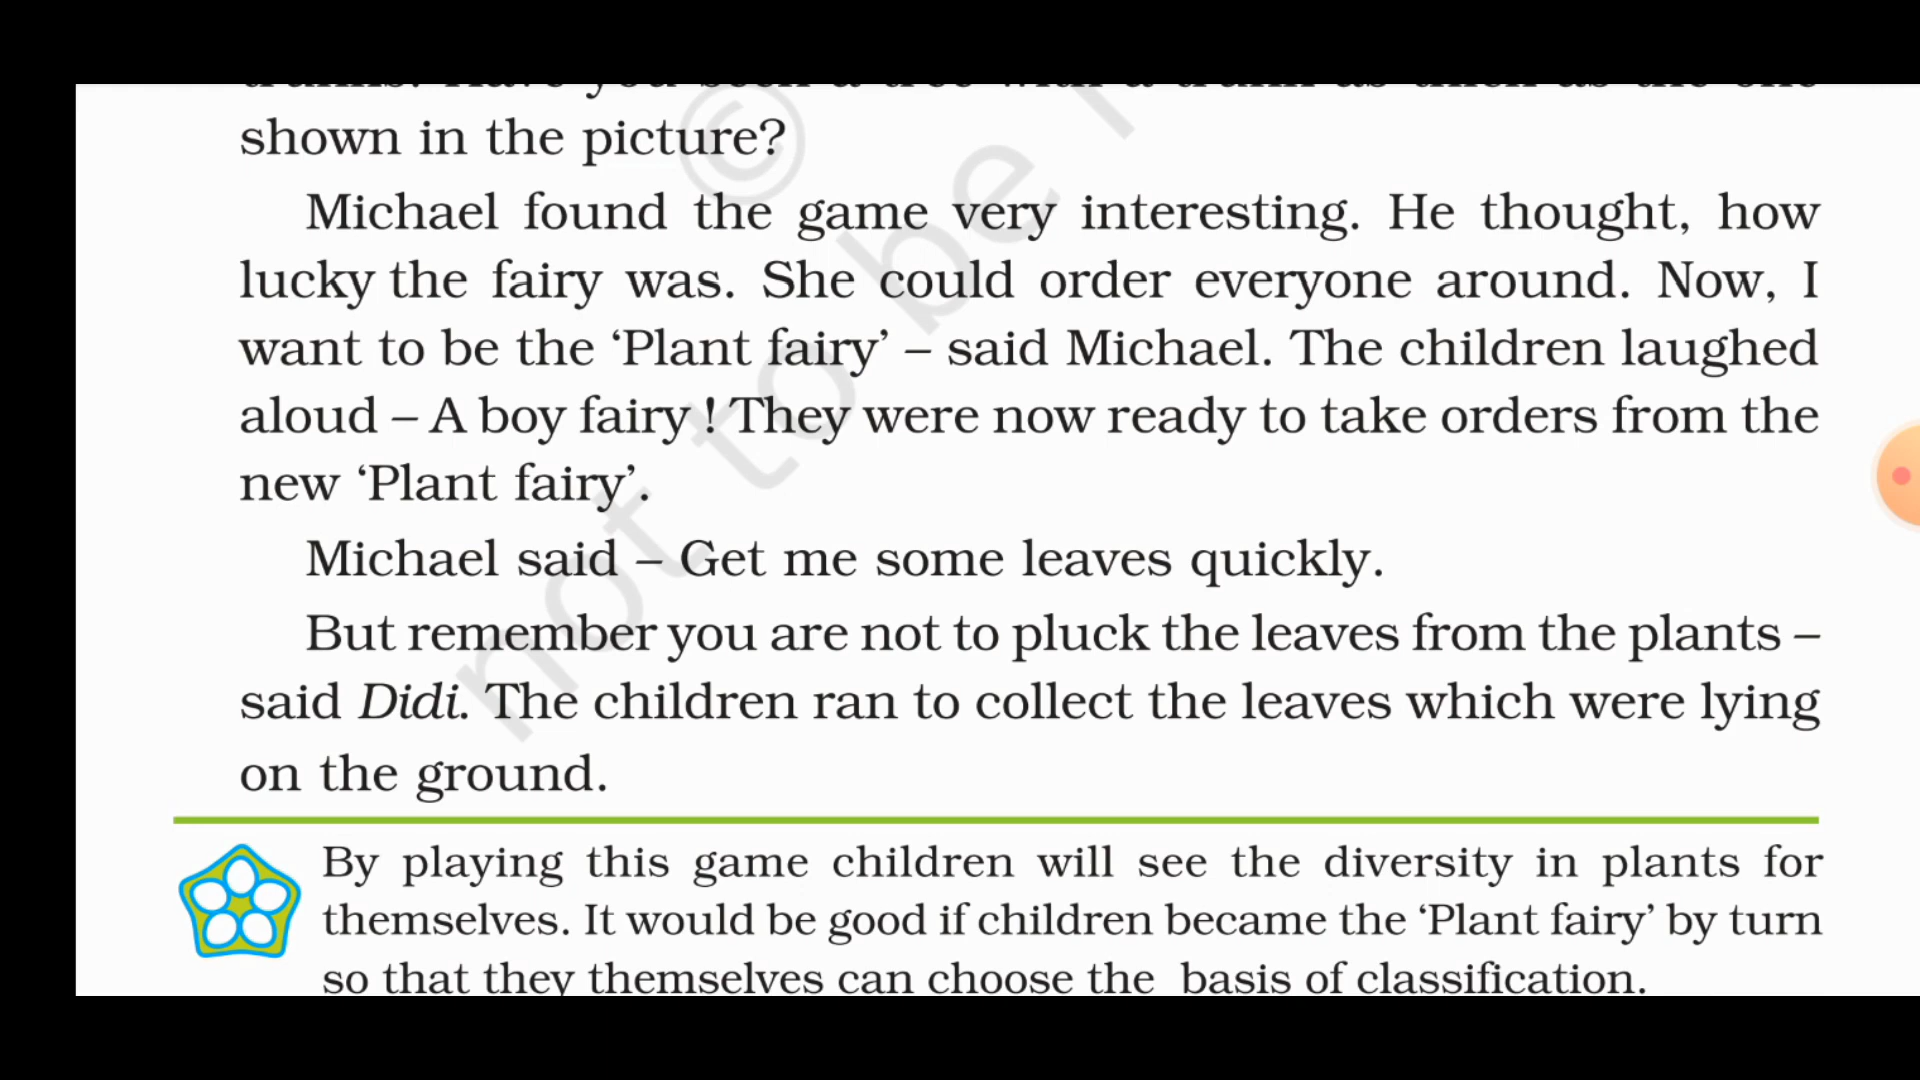 shown in the picture?
Michael found the game very interesting. He thought, how
lucky the fairy was. She could order everyone around. Now, I
want to be the ‘Plant fairy’ – said Michael. The children laughed
aloud – A boy fairy ! They were now ready to take orders from the
new ‘Plant fairy’.
Michael said – Get me some leaves quickly.
But remember you are not to pluck the leaves from the plants –
said Didi. The children ran to collect the leaves which were lying
on the ground.
By playing this game children will see the diversity in plants for
themselves. It would be good if children became the ‘Plant fairy’ by turn
so that they themselves can choose the basis of classification.
©
not to be